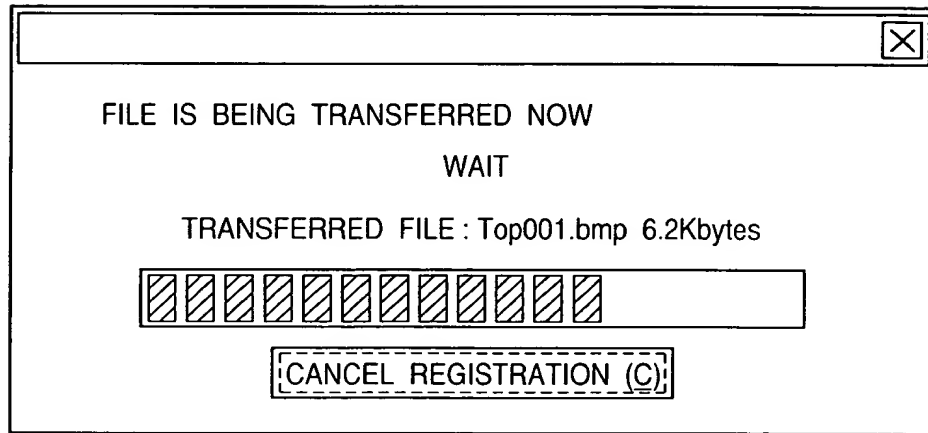 FILE IS BEING TRANSFERRED NOW
WAIT
TRANSFERRED FILE : Top001.bmp 6.2Kbytes
CANCEL REGISTRATION (C)